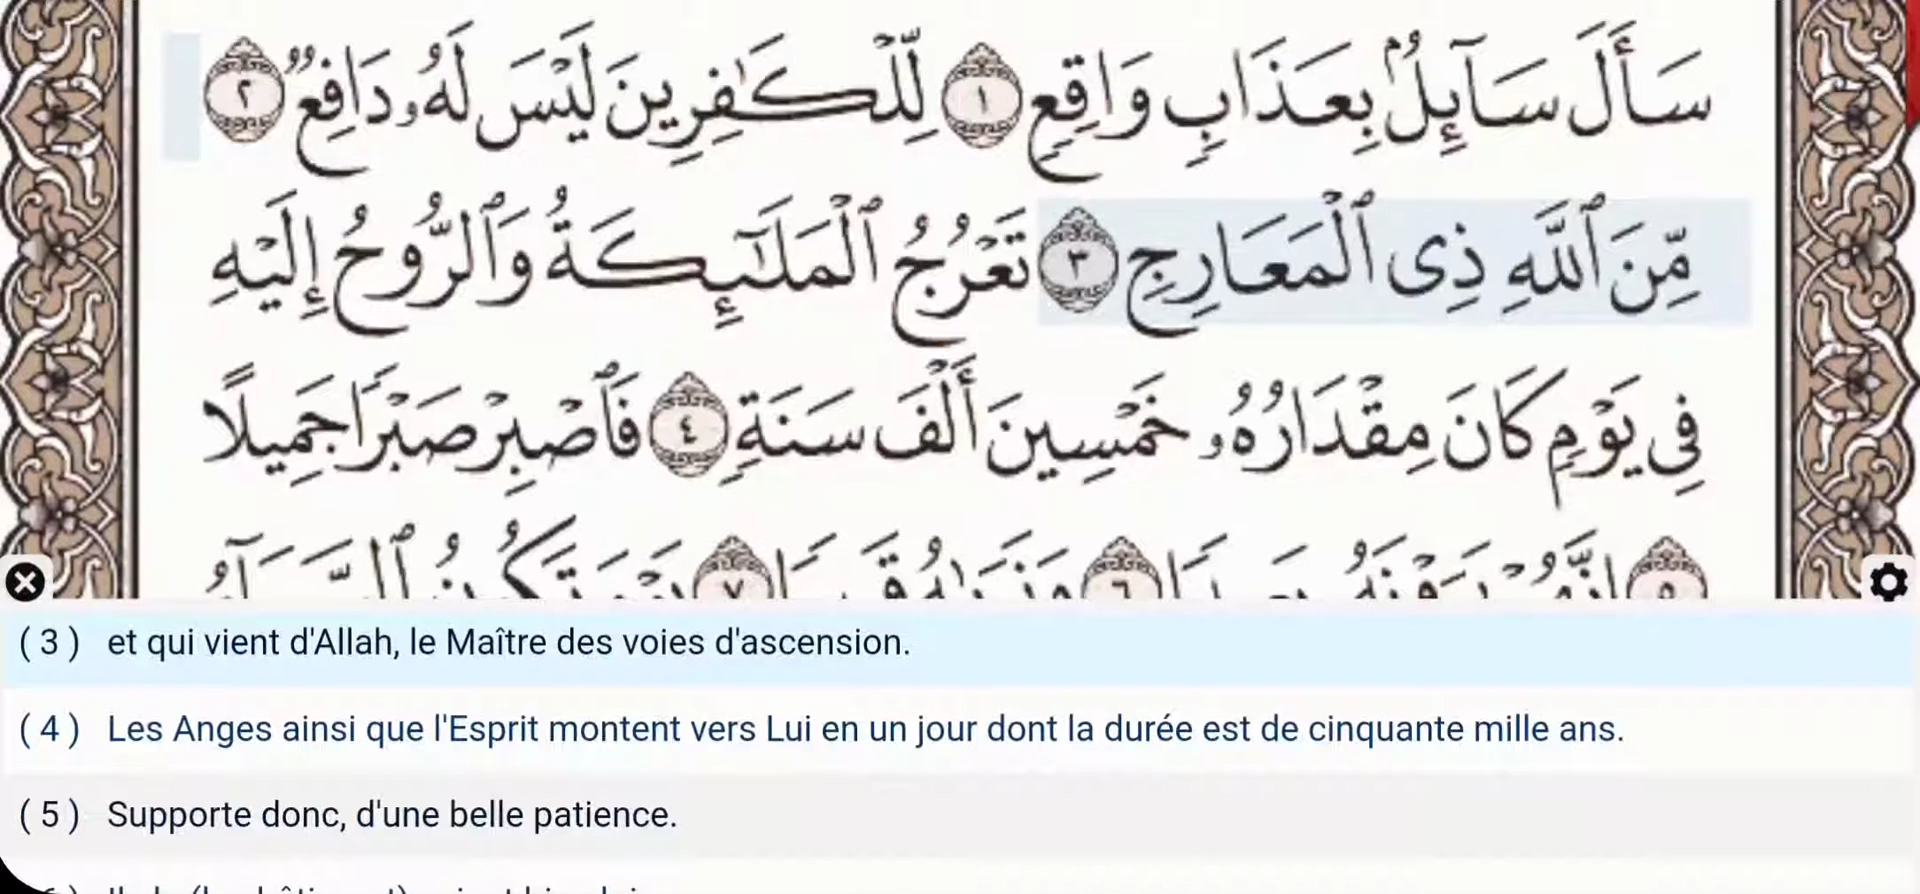 سَأَلَ سَآئِلُۢ بِعَذَابٖ وَاقِعٖ ١ لِّلۡكَٰفِرِينَ لَيۡسَ لَهُۥ دَافِعٞ ٢
مِّنَ ٱللَّهِ ذِي ٱلۡمَعَارِجِ ٣ تَعۡرُجُ ٱلۡمَلَٰٓئِكَةُ وَٱلرُّوحُ إِلَيۡهِ
فِي يَوۡمٖ كَانَ مِقۡدَارُهُۥ خَمۡسِينَ أَلۡفَ سَنَةٖ ٤ فَٱصۡبِرۡ صَبۡرٗا جَمِيلًا
( 3 ) et qui vient d'Allah, le Maître des voies d'ascension.
( 4 ) Les Anges ainsi que l'Esprit montent vers Lui en un jour dont la durée est de cinquante mille ans.
( 5 ) Supporte donc, d'une belle patience.